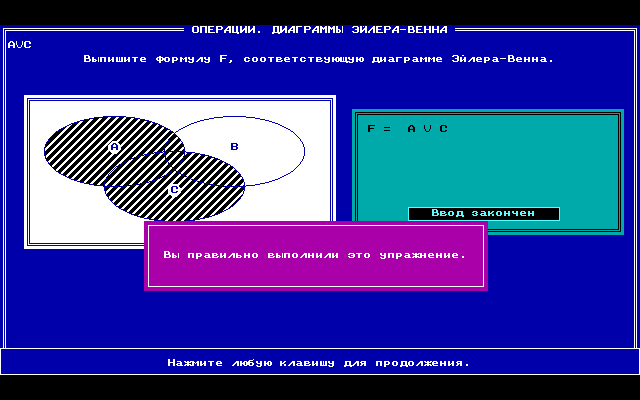 ОПЕРАЦИИ. ДИАГРАММЫ ЭЙЛЕРА-ВЕННА
AVC
Выпишите формулу F, соответствующую диаграмме Эйлера-Венна.
A
B
C
F = A V C
Ввод закончен
Вы правильно выполнили это упражнение.
Нажмите любую клавишу для продолжения.